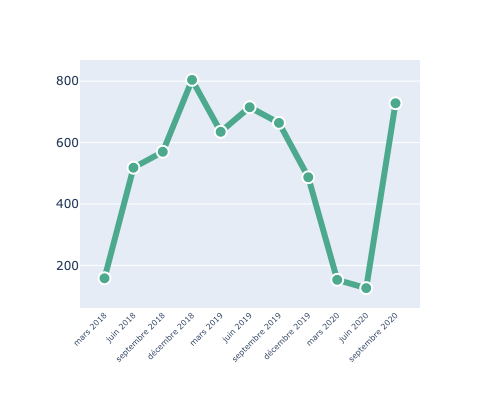 800
600
400
200
mars 2018
juin 2018
septembre 2018
décembre 2018
mars 2019
juin 2019
septembre 2019
décembre 2019
mars 2020
juin 2020
septembre 2020